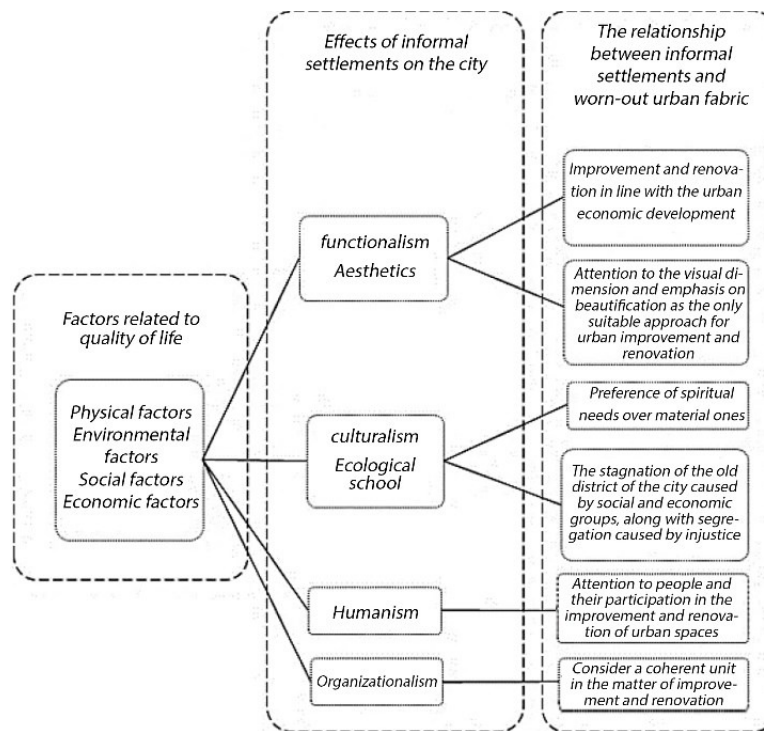 Factors related to
quality of life
Physical factors
Environmental
factors
Social factors
Economic factors
Effects of informal
settlements on the city
functionalism
Aesthetics
culturalism
Ecological
school
Humanism
Organizationalism
The relationship
between informal
settlements and
worn-out urban fabric
Improvement and renova-
tion in line with the urban
economic development
Attention to the visual di-
mension and emphasis on
beautification as the only
suitable approach for
urban improvement and
renovation
Preference of spiritual
needs over material ones
The stagnation of the old
district of the city caused
by social and economic
groups, along with segre-
gation caused by injustice
Attention to people and
their participation in the
improvement and renova-
tion of urban spaces
Consider a coherent unit
in the matter of improve-
ment and renovation